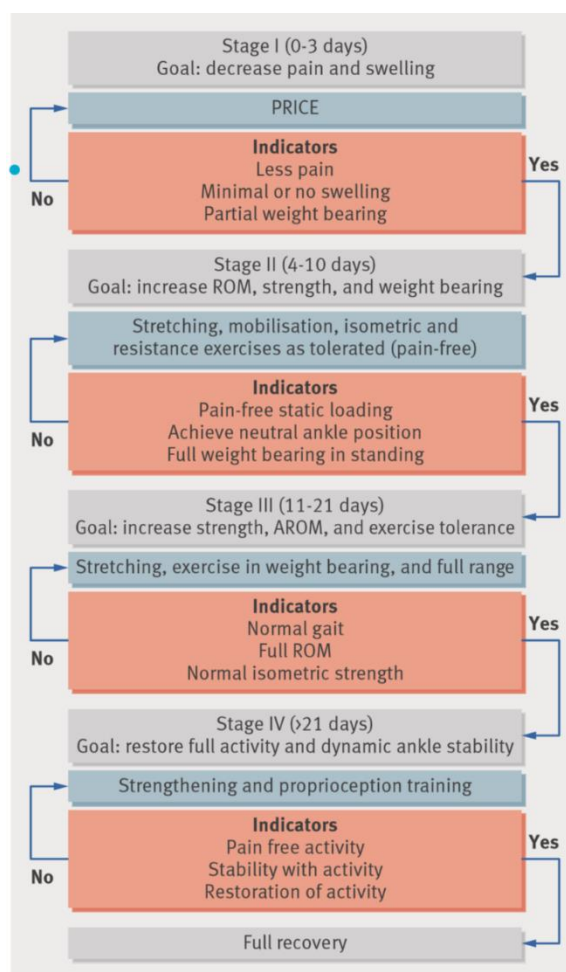 Stage I (0-3 days)
Goal: decrease pain and swelling
PRICE
Indicators
Less pain
Minimal or no swelling
Partial weight bearing
No
Yes
Stage II (4-10 days)
Goal: increase ROM, strength, and weight bearing
Stretching, mobilisation, isometric and
resistance exercises as tolerated (pain-free)
Indicators
Pain-free static loading
Achieve neutral ankle position
Full weight bearing in standing
No
Yes
Stage III (11-21 days)
Goal: increase strength, AROM, and exercise tolerance
Stretching, exercise in weight bearing, and full range
Indicators
Normal gait
Full ROM
Normal isometric strength
No
Yes
Stage IV (>21 days)
Goal: restore full activity and dynamic ankle stability
Strengthening and proprioception training
Indicators
Pain free activity
Stability with activity
Restoration of activity
No
Yes
Full recovery